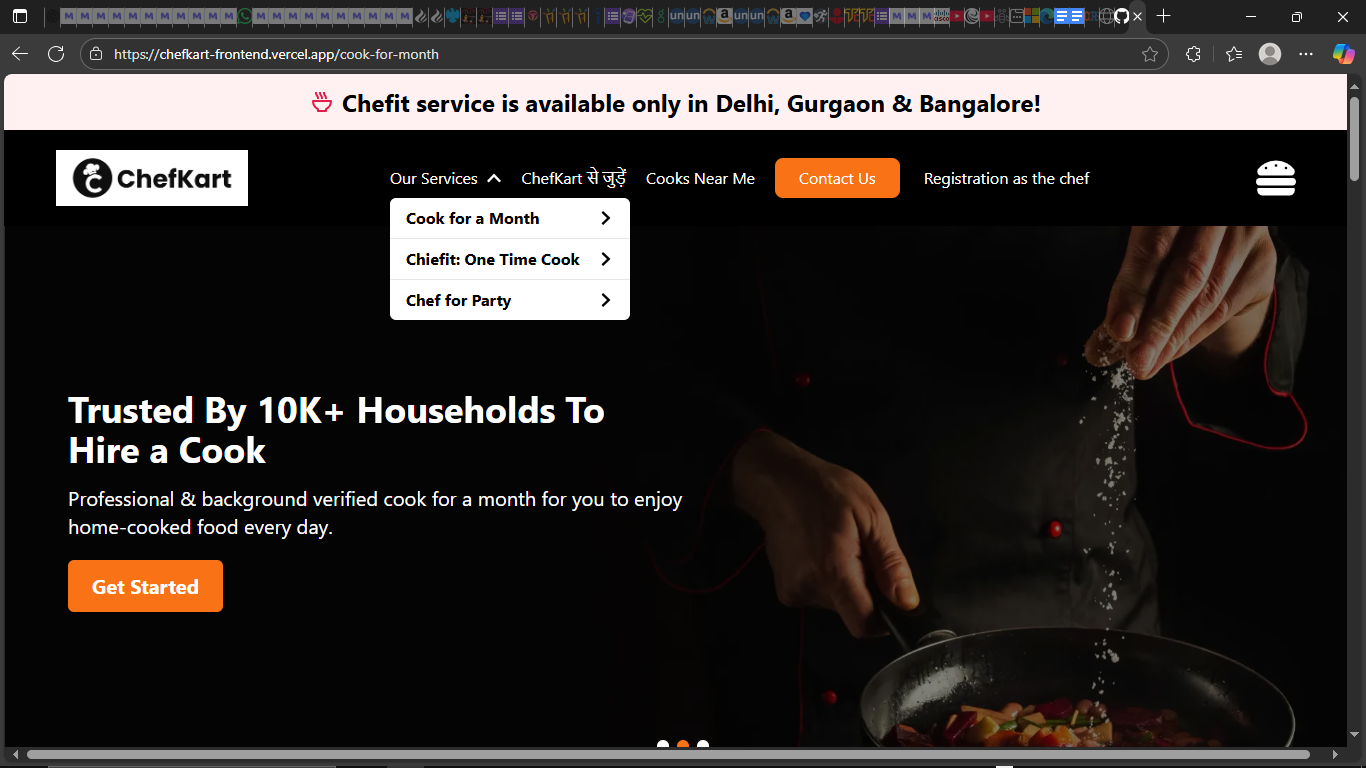 https://chefkart-frontend.vercel.app/cook-for-month
Chefit service is available only in Delhi, Gurgaon & Bangalore!
ChefKart
Our Services
ChefKart से जुड़ें
Cooks Near Me
Contact Us
Registration as the chef
Cook for a Month
Chiefit: One Time Cook
Chef for Party
Trusted By 10K+ Households To
Hire a Cook
Professional & background verified cook for a month for you to enjoy
home-cooked food every day.
Get Started